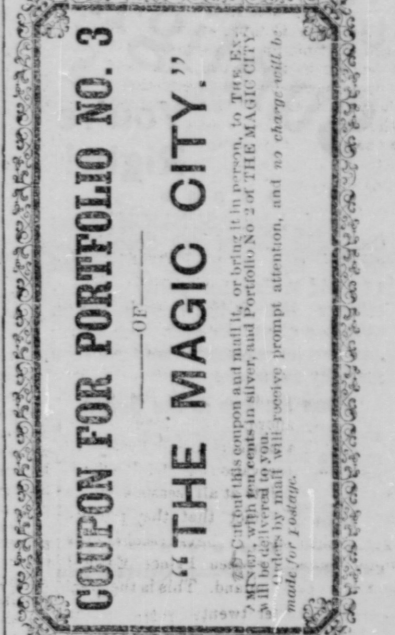 COUPON FOR PORTFOLIO NO. 3
OF
"THE MAGIC CITY."
Cut out this coupon and mail it, or bring it in person, to THE EX-
AMINER, with ten cents in silver, and Portfolio No 2 of THE MAGIC CITY
will be delivered to you.
Orders by mail will receive prompt attention, and no charge will be
made for postage.